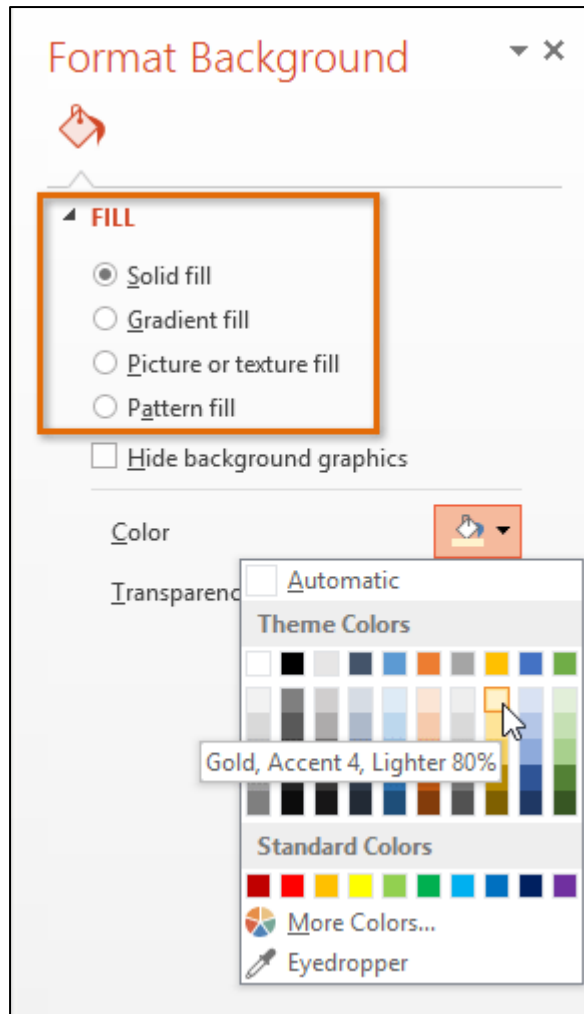 Format Background
FILL
Solid fill
Gradient fill
Picture or texture fill
Pattern fill
Hide background graphics
Color
Automatic
Theme Colors
Gold, Accent 4, Lighter 80%
Standard Colors
More Colors...
Eyedropper